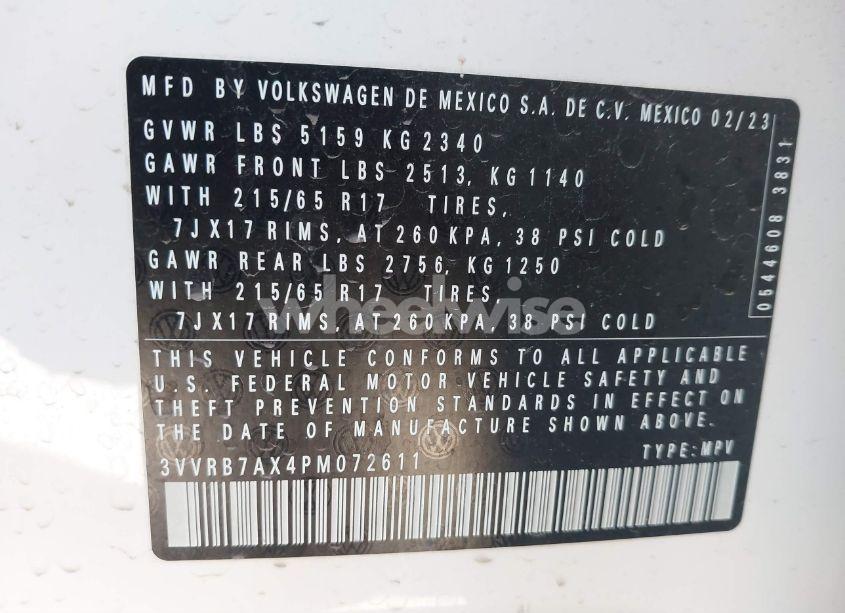 MFD BY VOLKSWAGEN DE MEXICO S.A. DE C.V. MEXICO 02/23
GVWR LBS 5159 KG 2340
GAWR FRONT LBS 2513, KG 1140
WITH 215/65 R17 TIRES,
7JX17 RIMS, AT 260 KPA, 38 PSI COLD
GAWR REAR LBS 2756, KG 1250
WITH 215/65 R17 TIRES,
7JX17 RIMS, AT 260 KPA, 38 PSI COLD
wheelwise
THIS VEHICLE CONFORMS TO ALL APPLICABLE
U.S. FEDERAL MOTOR VEHICLE SAFETY AND
THEFT PREVENTION STANDARDS IN EFFECT ON
THE DATE OF MANUFACTURE SHOWN ABOVE.
3VVRB7AX4PM072611 TYPE:MPV
0544608 3831